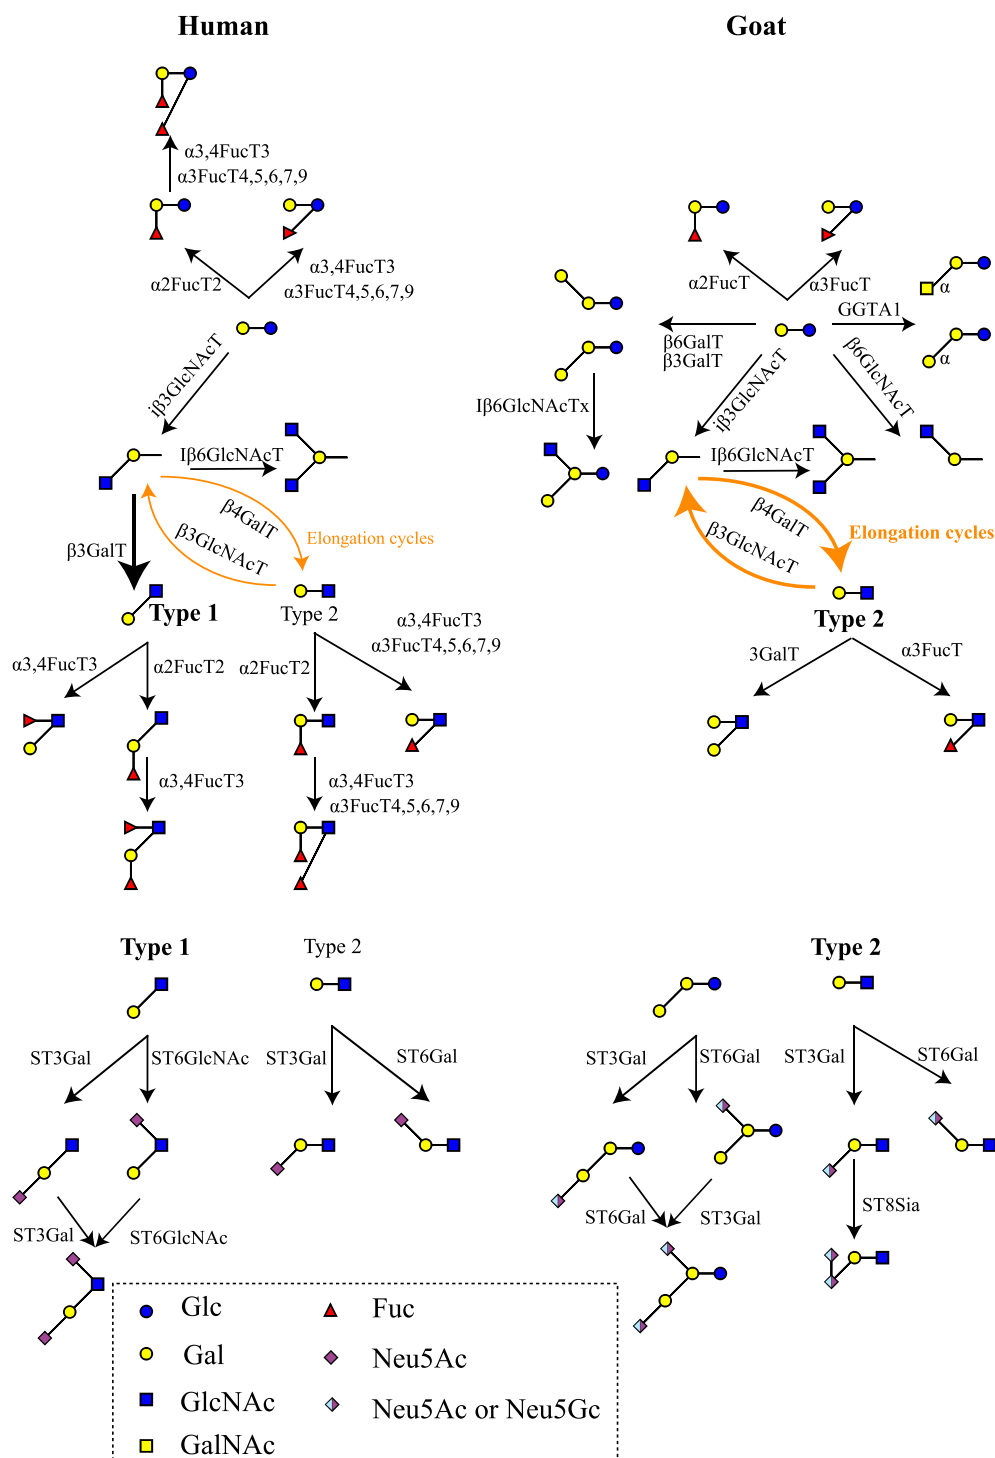 Human
Goat
α3,4FucT3
α3FucT4,5,6,7,9
α2FucT2
α3,4FucT3
α3FucT4,5,6,7,9
iβ3GlcNAcT
Iβ6GlcNAcT
β3GalT
β4GalT
β3GlcNAcT
Elongation cycles
Type 1
Type 2
α3,4FucT3
α2FucT2
α2FucT2
α3,4FucT3
α3FucT4,5,6,7,9
α3,4FucT3
α3,4FucT3
α3FucT4,5,6,7,9
α2FucT
α3FucT
GGTA1
α
α
β6GalT
β3GalT
Iβ6GlcNAcTx
iβ3GlcNAcT
β6GlcNAcT
Iβ6GlcNAcT
β4GalT
β3GlcNAcT
Elongation cycles
Type 2
3GalT
α3FucT
Type 1
Type 2
ST3Gal
ST6GlcNAc
ST3Gal
ST6Gal
ST3Gal
ST6GlcNAc
Type 2
ST3Gal
ST6Gal
ST3Gal
ST6Gal
ST6Gal
ST3Gal
ST8Sia
Glc
Gal
GlcNAc
GalNAc
Fuc
Neu5Ac
Neu5Ac or Neu5Gc